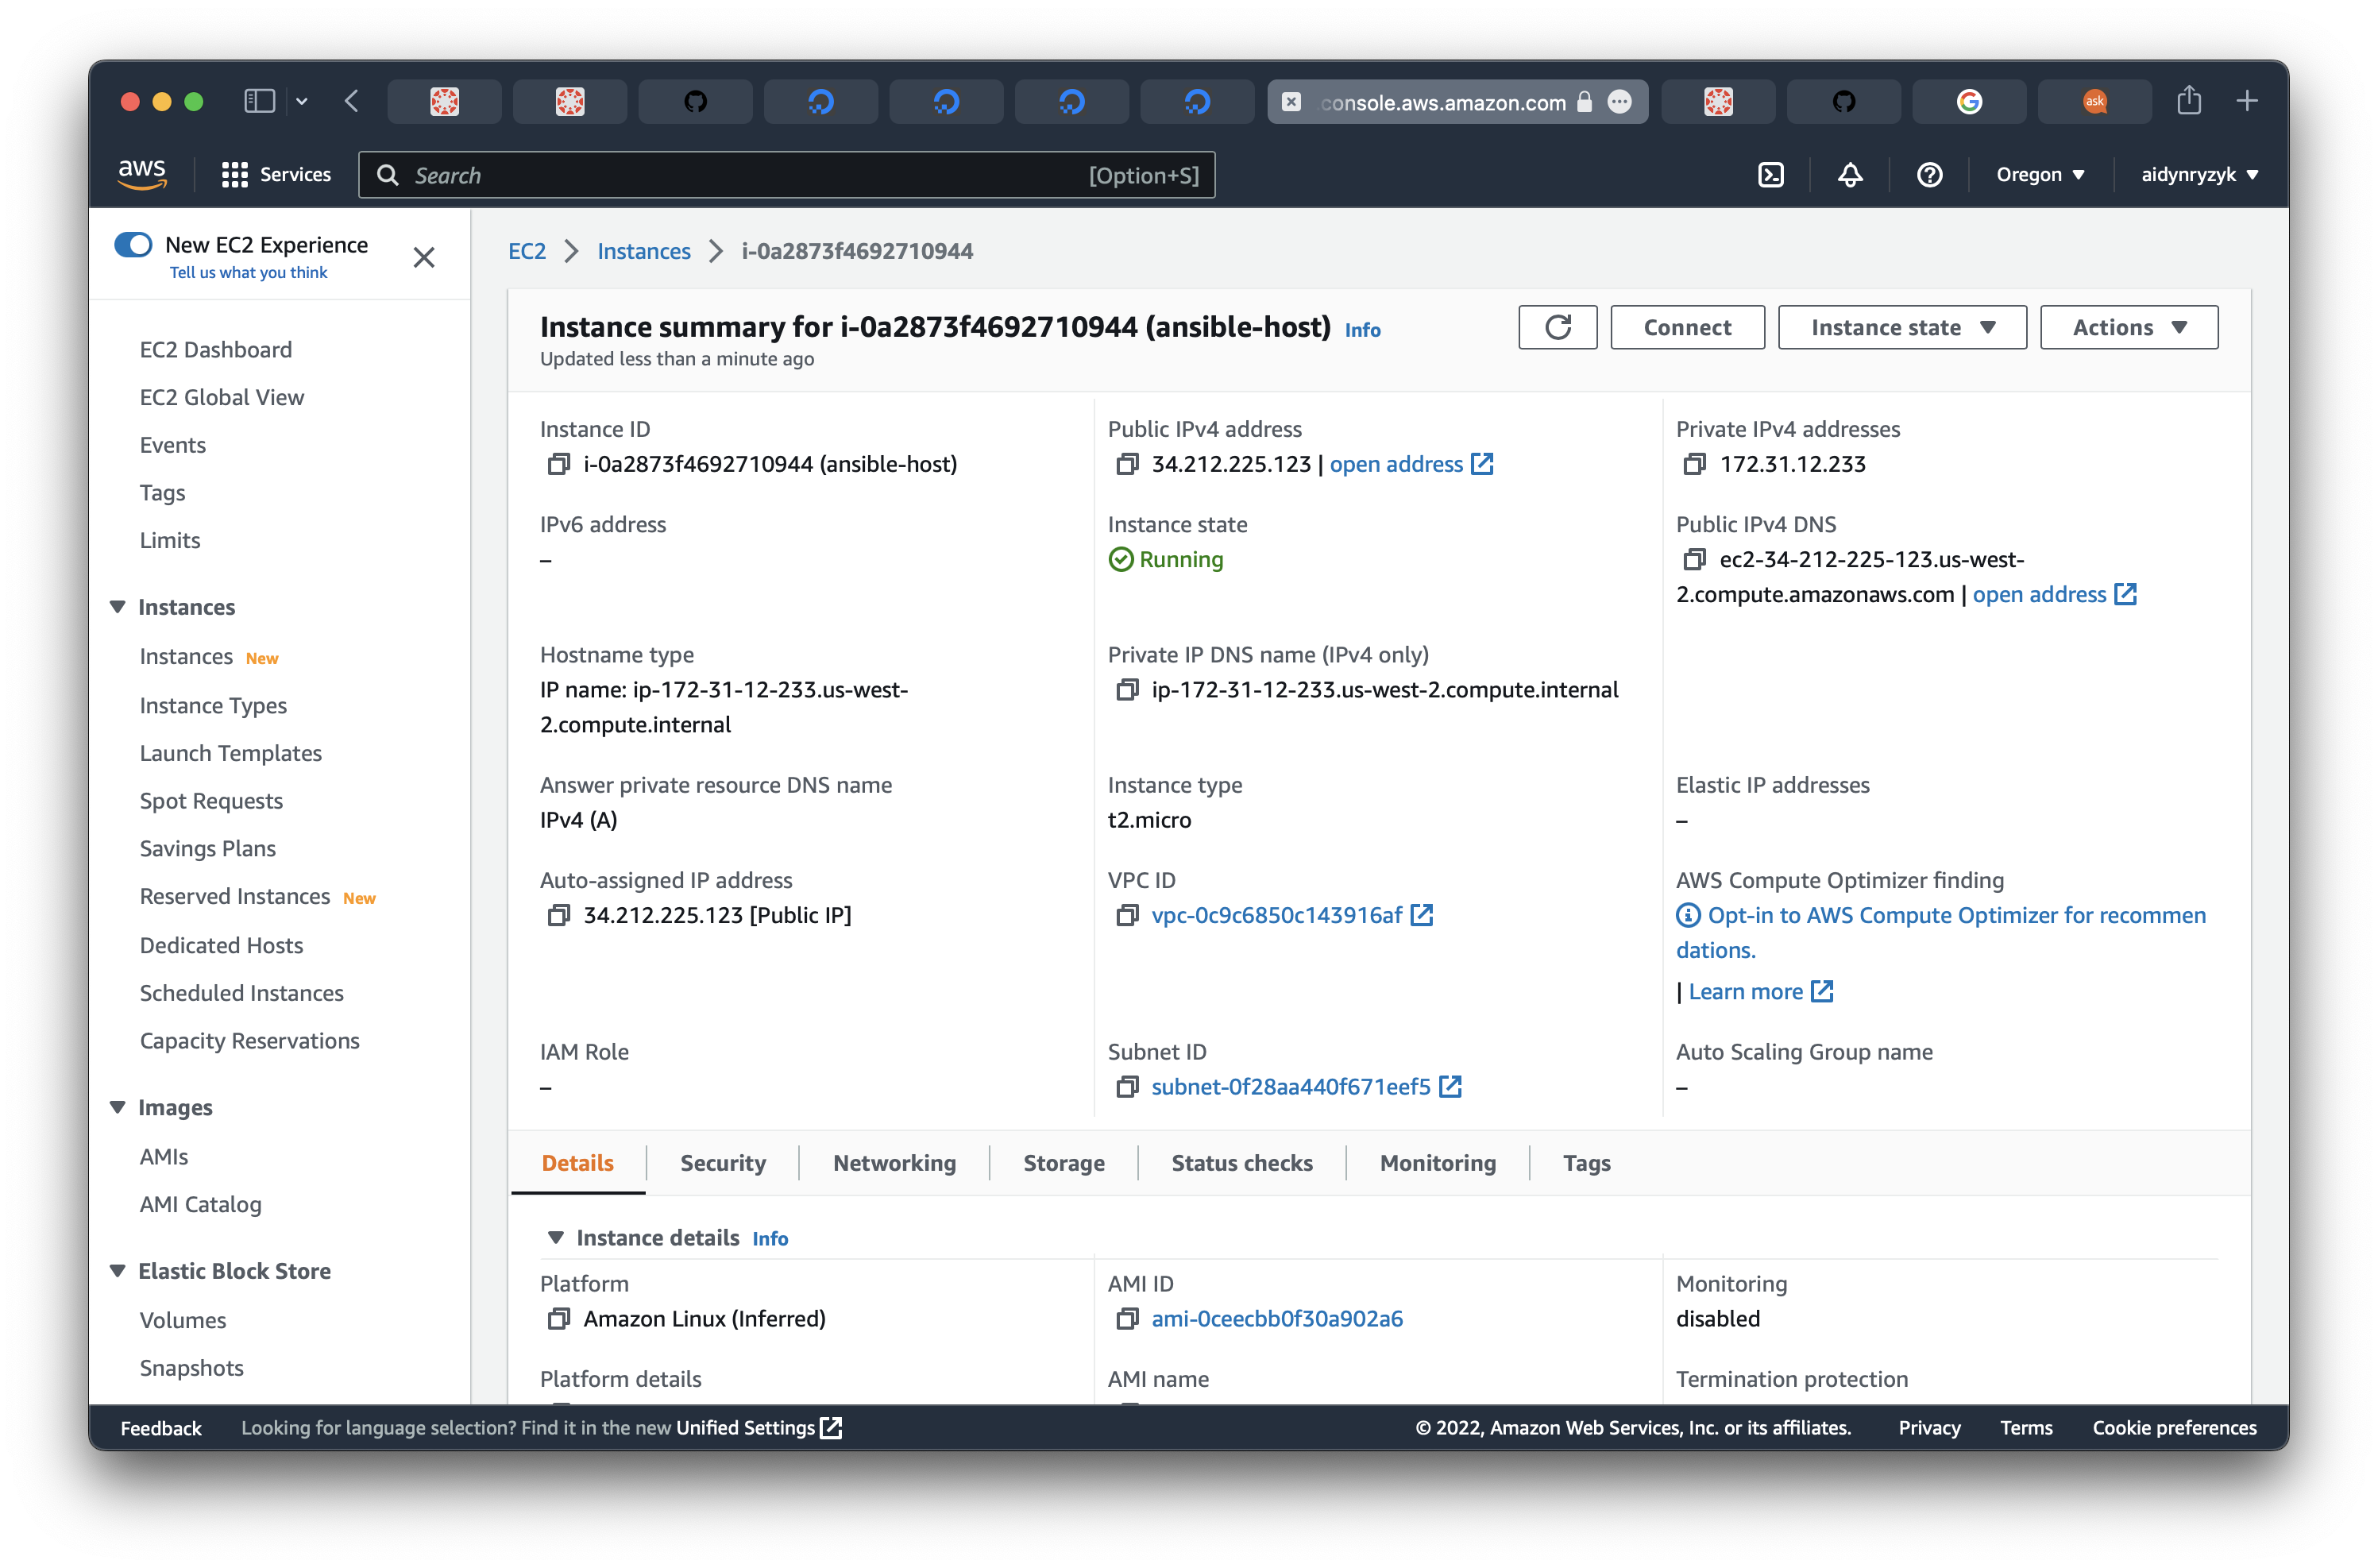 console.aws.amazon.com
ask
aws
Services
Search
[Option+S]
Oregon
aidynryzyk
New EC2 Experience
Tell us what you think
EC2 Dashboard
EC2 Global View
Events
Tags
Limits
Instances
Instances New
Instance Types
Launch Templates
Spot Requests
Savings Plans
Reserved Instances New
Dedicated Hosts
Scheduled Instances
Capacity Reservations
Images
AMIs
AMI Catalog
Elastic Block Store
Volumes
Snapshots
EC2 > Instances > i-0a2873f4692710944
Instance summary for i-0a2873f4692710944 (ansible-host) Info
Updated less than a minute ago
Connect
Instance state
Actions
Instance ID
i-0a2873f4692710944 (ansible-host)
Public IPv4 address
34.212.225.123 | open address
Private IPv4 addresses
172.31.12.233
IPv6 address
–
Instance state
Running
Public IPv4 DNS
ec2-34-212-225-123.us-west-
2.compute.amazonaws.com | open address
Hostname type
IP name: ip-172-31-12-233.us-west-
2.compute.internal
Private IP DNS name (IPv4 only)
ip-172-31-12-233.us-west-2.compute.internal
Answer private resource DNS name
IPv4 (A)
Instance type
t2.micro
Elastic IP addresses
–
Auto-assigned IP address
34.212.225.123 [Public IP]
VPC ID
vpc-0c9c6850c143916af
AWS Compute Optimizer finding
Opt-in to AWS Compute Optimizer for recommen
dations.
| Learn more
IAM Role
–
Subnet ID
subnet-0f28aa440f671eef5
Auto Scaling Group name
–
Details
Security
Networking
Storage
Status checks
Monitoring
Tags
Instance details Info
Platform
Amazon Linux (Inferred)
AMI ID
ami-0ceecbb0f30a902a6
Monitoring
disabled
Platform details
AMI name
Termination protection
Feedback
Looking for language selection? Find it in the new Unified Settings
© 2022, Amazon Web Services, Inc. or its affiliates.
Privacy
Terms
Cookie preferences